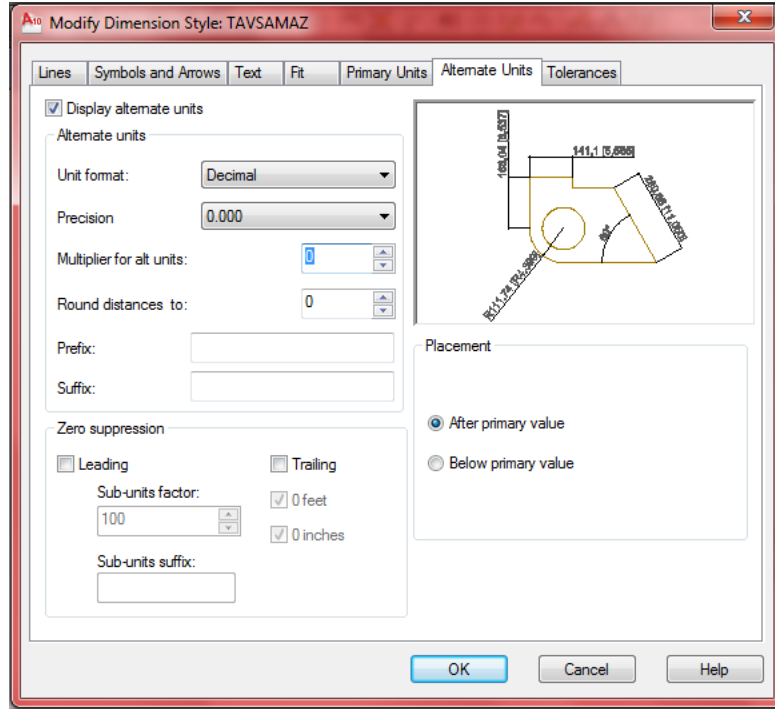 A10 Modify Dimension Style: TAVSAMAZ
Lines Symbols and Arrows Text Fit Primary Units Alternate Units Tolerances
Display alternate units
Alternate units
Unit format: Decimal
Precision 0.000
Multiplier for alt units: 0
Round distances to: 0
Prefix:
Suffix:
Zero suppression
Leading Trailing
Sub-units factor: 0 feet
100 0 inches
Sub-units suffix:
141,1
60°
Placement
After primary value
Below primary value
OK Cancel Help